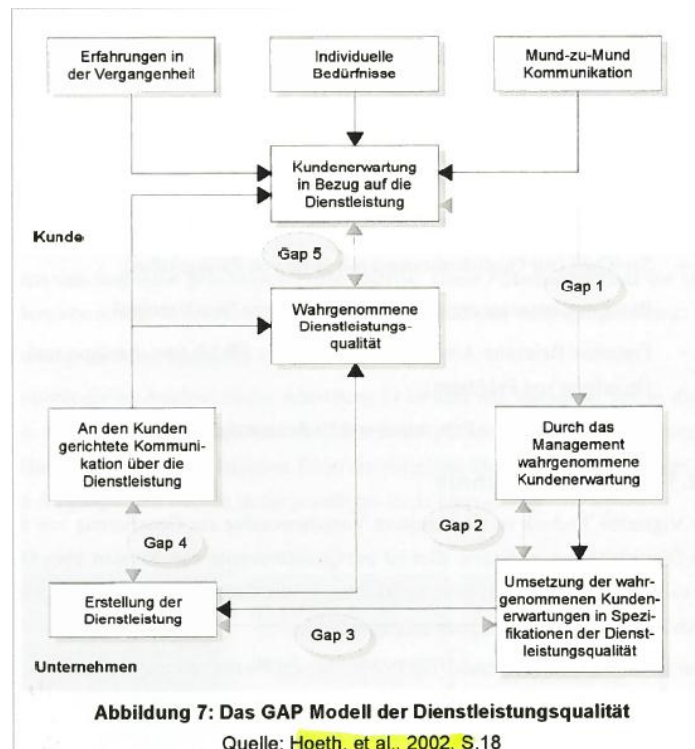 Erfahrungen in
der Vergangenheit
Individuelle
Bedürfnisse
Mund-zu-Mund
Kommunikation
Kundenerwartung
in Bezug auf die
Dienstleistung
Kunde
Gap 5
Gap 1
Wahrgenommene
Dienstleistungs-
qualität
An den Kunden
gerichtete Kommuni-
kation über die
Dienstleistung
Durch das
Management
wahrgenommene
Kundenerwartung
Gap 4
Gap 2
Erstellung der
Dienstleistung
Gap 3
Umsetzung der wahr-
genommenen Kunden-
erwartungen in Spezi-
fikationen der Dienst-
leistungsqualität
Unternehmen
Abbildung 7: Das GAP Modell der Dienstleistungsqualität
Quelle: Hoeth, et al., 2002, S.18